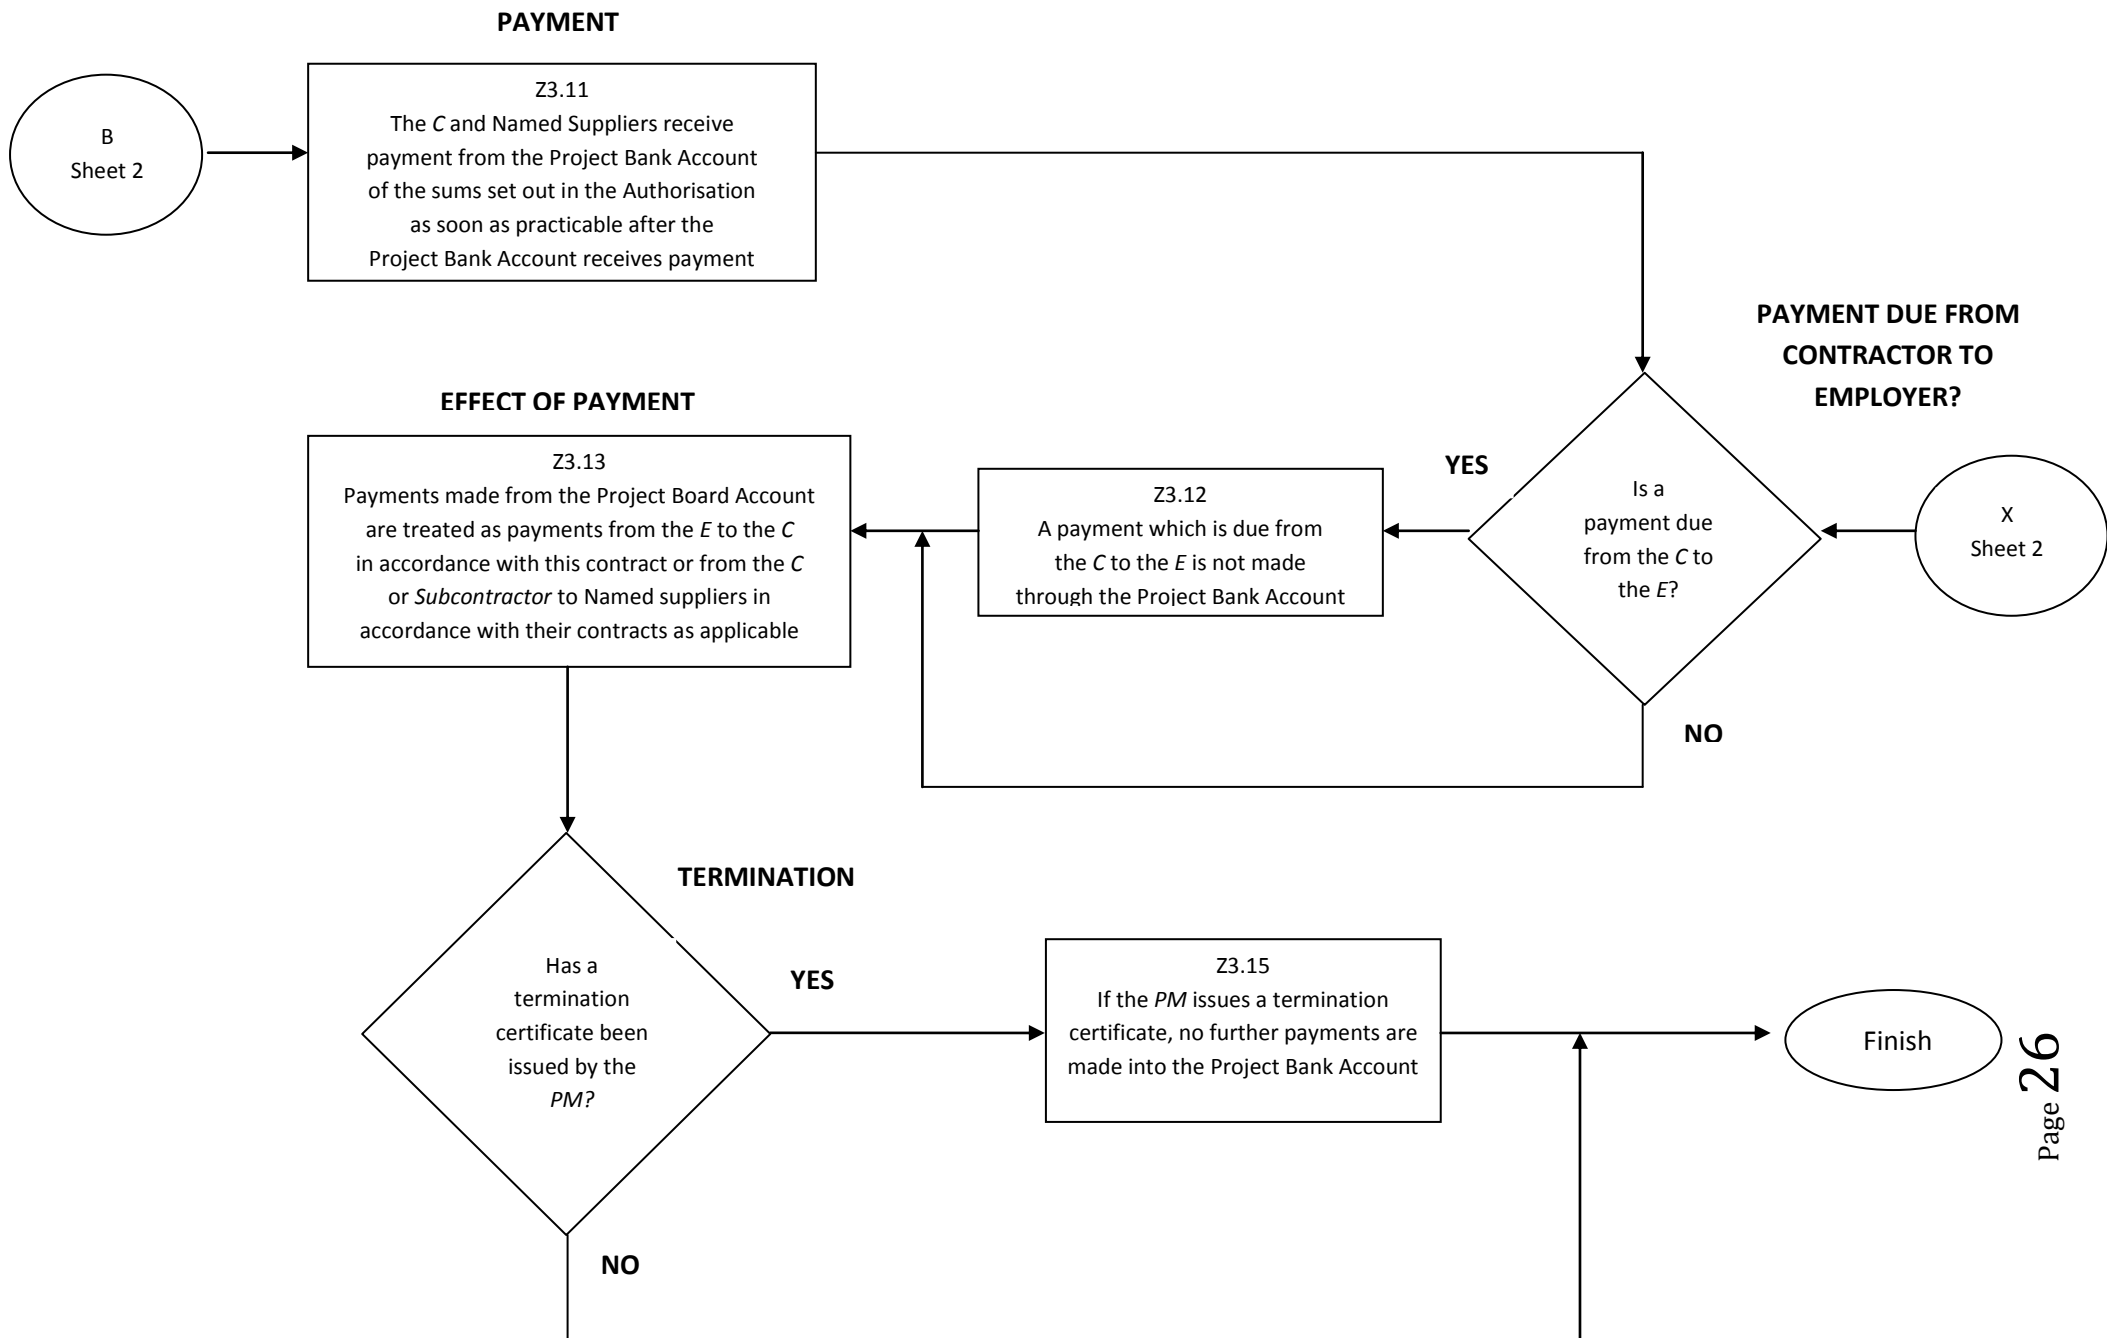 PAYMENT
B
Sheet 2
Z3.11
The C and Named Suppliers receive
payment from the Project Bank Account
of the sums set out in the Authorisation
as soon as practicable after the
Project Bank Account receives payment
PAYMENT DUE FROM
CONTRACTOR TO
EMPLOYER?
EFFECT OF PAYMENT
Z3.13
Payments made from the Project Board Account
are treated as payments from the E to the C
in accordance with this contract or from the C
or Subcontractor to Named suppliers in
accordance with their contracts as applicable
Z3.12
A payment which is due from
the C to the E is not made
through the Project Bank Account
YES
Is a
payment due
from the C to
the E?
X
Sheet 2
NO
TERMINATION
Has a
termination
certificate been
issued by the
PM?
YES
Z3.15
If the PM issues a termination
certificate, no further payments are
made into the Project Bank Account
Finish
NO
Page 26